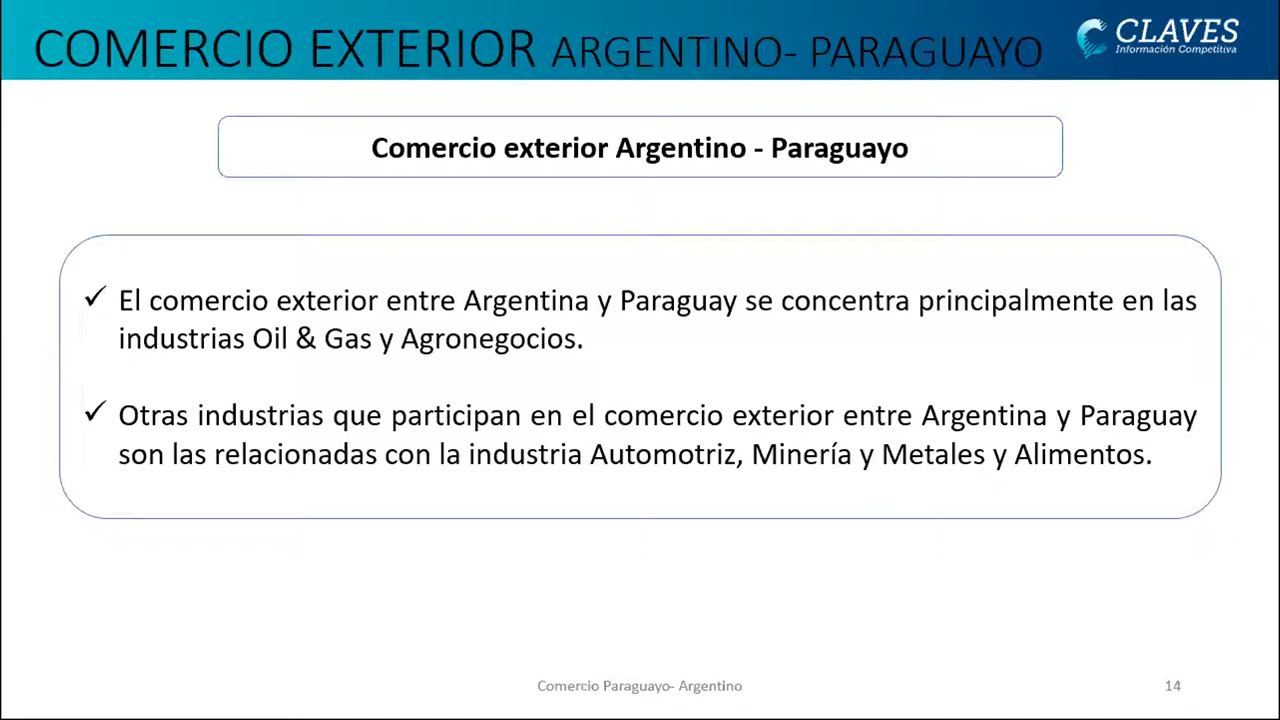 COMERCIO EXTERIOR ARGENTINO- PARAGUAYO
CLAVES
Información Competitiva
Comercio exterior Argentino - Paraguayo
✓ El comercio exterior entre Argentina y Paraguay se concentra principalmente en las
industrias Oil & Gas y Agronegocios.
✓ Otras industrias que participan en el comercio exterior entre Argentina y Paraguay
son las relacionadas con la industria Automotriz, Minería y Metales y Alimentos.
Comercio Paraguayo- Argentino
14